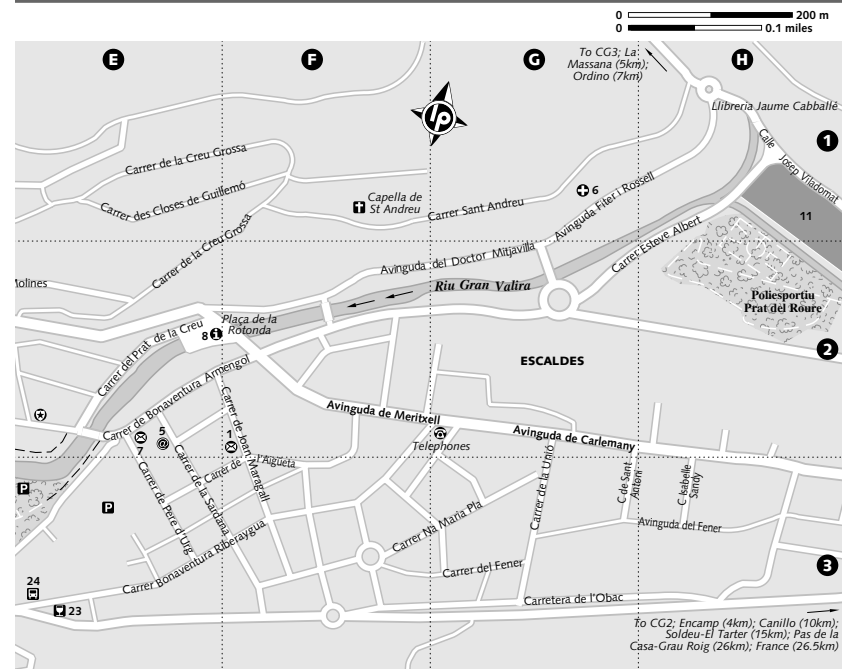 0 200 m
0 0.1 miles
E
F
G
H
To CG3; La
Massana (5km);
Ordino (7km)
lp
Llibreria Jaume Cabballé
1
Calle
Josep Viladomat
Carrer de la Creu Grossa
Carrer des Closes de Guillemó
6
Capella de
St Andreu
Carrer Sant Andreu
Avinguda Fiter i Rossell
11
Carrer de la Creu Grossa
Carrer Esteve Albert
Avinguda del Doctor Mitjavilla
Molines
Riu Gran Valira
Poliesportiu
Prat del Roure
Plaça de la
Rotonda
8
Carrer del Prat de la Creu
2
ESCALDES
Carrer de Bonaventura Armengol
Avinguda de Meritxell
Carrer de Joan Maragall
5
1
7
Avinguda de Carlemany
Telephones
Carrer de l'Aigüeta
Carrer de la Sardana
Carrer de Pere d'Urg
Carrer de la Unió
C de Sant
Antoni
C Isabelle
Sandy
P
P
Carrer Na Maria Pla
Avinguda del Fener
Carrer Bonaventura Riberaygua
Carrer del Fener
3
24
23
Carretera de l'Obac
To CG2; Encamp (4km); Canillo (10km);
Soldeu-El Tarter (15km); Pas de la
Casa-Grau Roig (26km); France (26.5km)